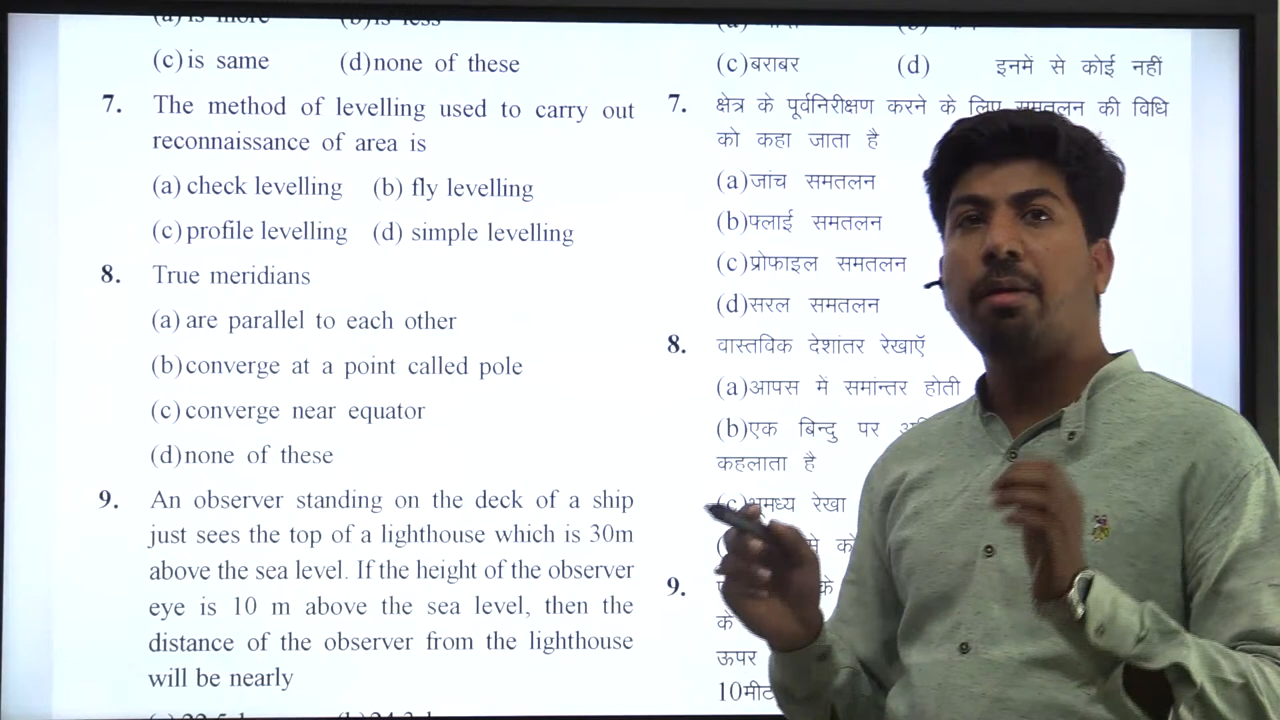 (c) is same (d) none of these
7. The method of levelling used to carry out
reconnaissance of area is
(a) check levelling (b) fly levelling
(c) profile levelling (d) simple levelling
8. True meridians
(a) are parallel to each other
(b) converge at a point called pole
(c) converge near equator
(d) none of these
9. An observer standing on the deck of a ship
just sees the top of a lighthouse which is 30m
above the sea level. If the height of the observer
eye is 10 m above the sea level, then the
distance of the observer from the lighthouse
will be nearly
(c) बराबर (d) इनमें से कोई नहीं
7. क्षेत्र के पूर्वनिरीक्षण करने के लिए समतलन की विधि
को कहा जाता है
(a) जांच समतलन
(b) फ्लाई समतलन
(c) प्रोफाइल समतलन
(d) सरल समतलन
8. वास्तविक देशांतर रेखाएँ
(a) आपस में समांन्तर होती
(b) एक बिन्दु पर
कहलाता है
(c) भूमध्य रेखा
से
9. के
के
ऊपर